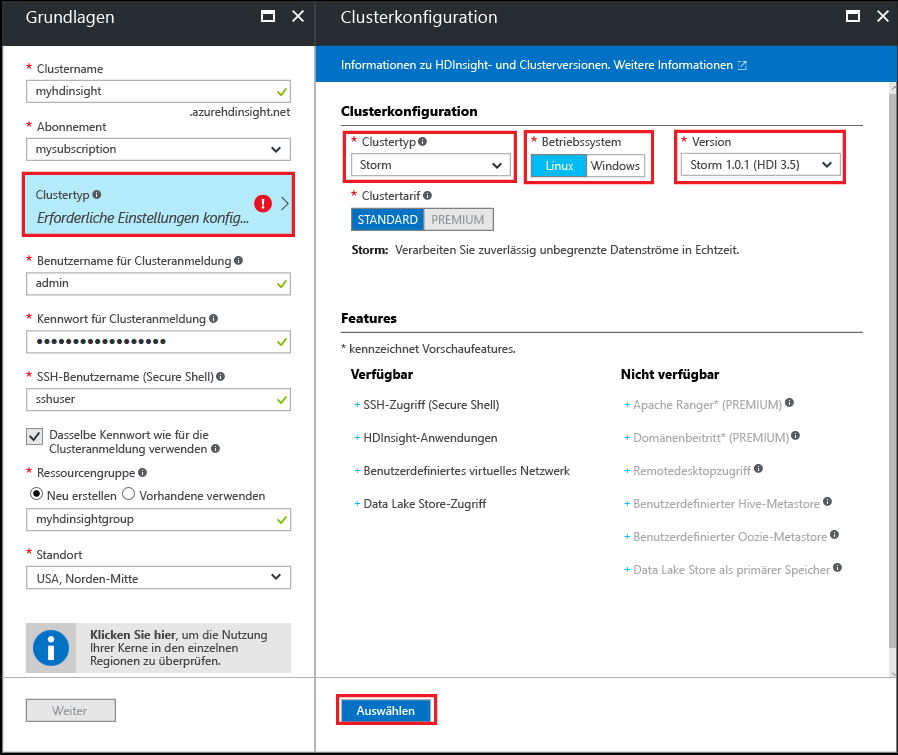 Grundlagen
* Clustername
myhdinsight
.azurehdinsight.net
* Abonnement
mysubscription
Clustertyp
Erforderliche Einstellungen konfig...
* Benutzername für Clusteranmeldung
admin
* Kennwort für Clusteranmeldung
••••••••••••••••••
* SSH-Benutzername (Secure Shell)
sshuser
Dasselbe Kennwort wie für die
Clusteranmeldung verwenden
* Ressourcengruppe
Neu erstellen Vorhandene verwenden
myhdinsightgroup
* Standort
USA, Norden-Mitte
Klicken Sie hier, um die Nutzung
Ihrer Kerne in den einzelnen
Regionen zu überprüfen.
Weiter
Clusterkonfiguration
Informationen zu HDInsight- und Clusterversionen. Weitere Informationen
Clusterkonfiguration
* Clustertyp
Storm
* Betriebssystem
Linux Windows
* Version
Storm 1.0.1 (HDI 3.5)
* Clustertarif
STANDARD PREMIUM
Storm: Verarbeiten Sie zuverlässig unbegrenzte Datenströme in Echtzeit.
Features
* kennzeichnet Vorschaufeatures.
Verfügbar
+ SSH-Zugriff (Secure Shell)
+ HDInsight-Anwendungen
+ Benutzerdefiniertes virtuelles Netzwerk
+ Data Lake Store-Zugriff
Nicht verfügbar
+ Apache Ranger* (PREMIUM)
+ Domänenbeitritt* (PREMIUM)
+ Remotedesktopzugriff
+ Benutzerdefinierter Hive-Metastore
+ Benutzerdefinierter Oozie-Metastore
+ Data Lake Store als primärer Speicher
Auswählen